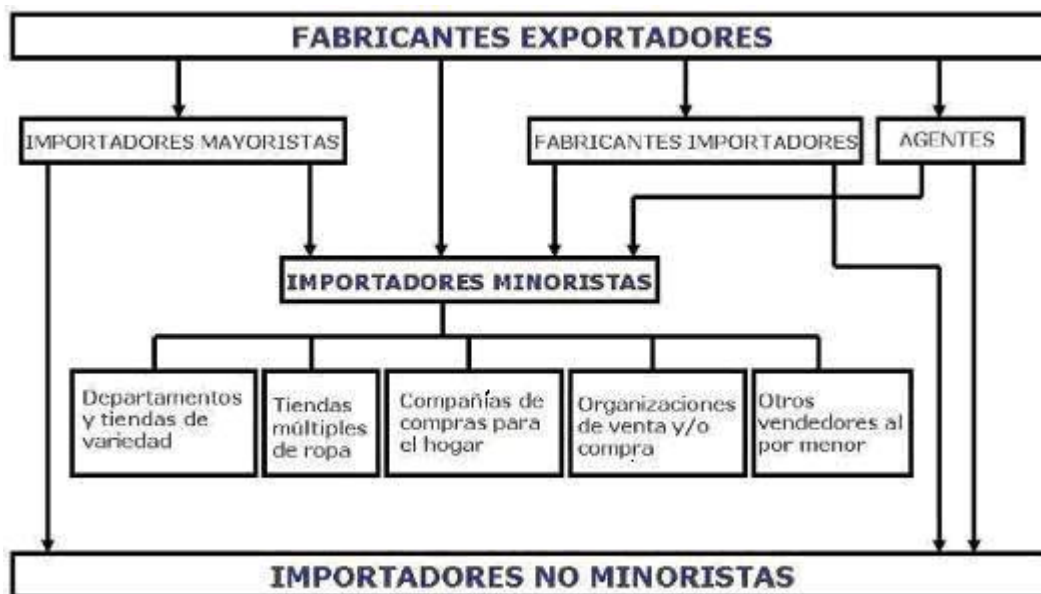 FABRICANTES EXPORTADORES
IMPORTADORES MAYORISTAS
FABRICANTES IMPORTADORES
AGENTES
IMPORTADORES MINORISTAS
Departamentos
y tiendas de
variedad
Tiendas
múltiples
de ropa
Compañías de
compras para
el hogar
Organizaciones
de venta y/o
compra
Otros
vendedores al
por menor
IMPORTADORES NO MINORISTAS